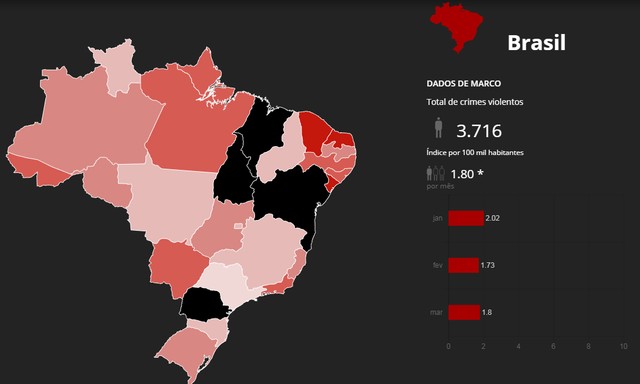 Brasil
DADOS DE MARCO
Total de crimes violentos
3.716
Índice por 100 mil habitantes
1.80 *
por mês
jan
2.02
fev
1.73
mar
1.8
0 2 4 6 8 10